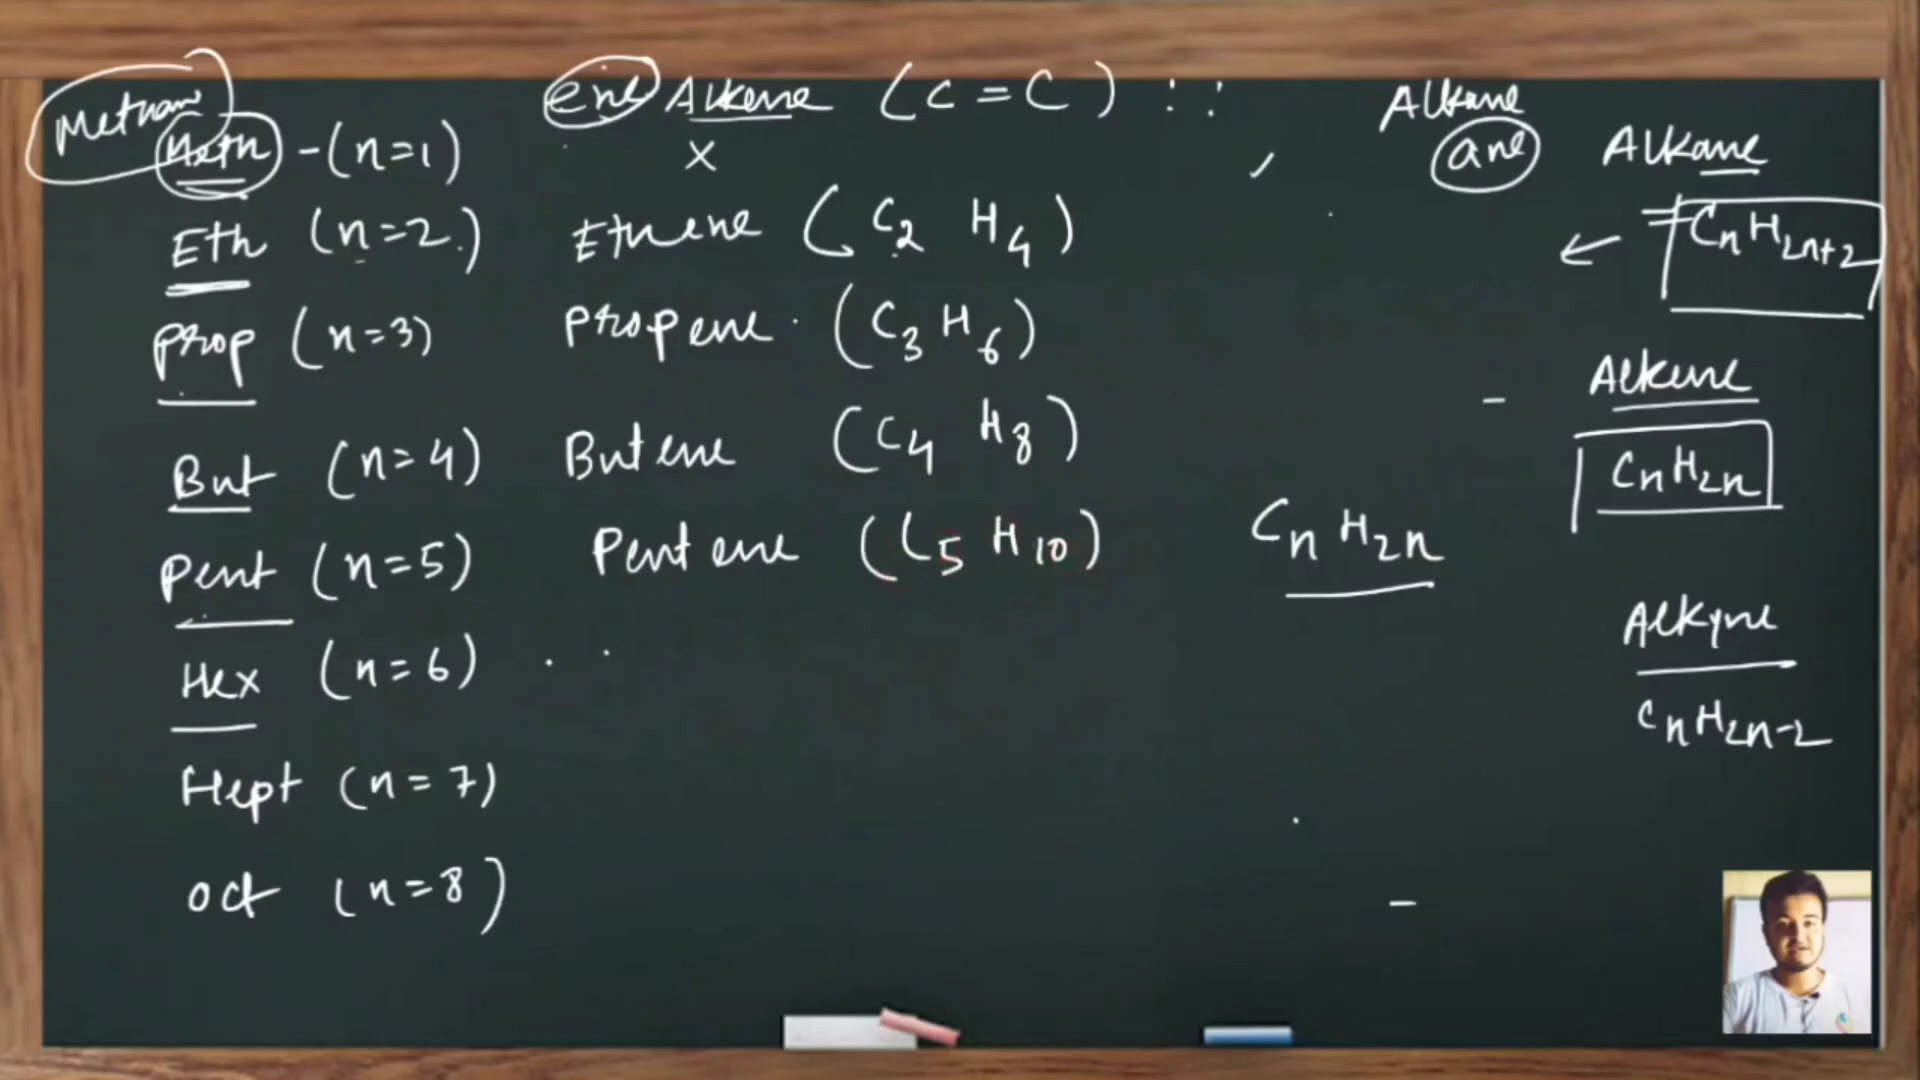 Methane
Meth - (n=1)
Eth (n=2)
Prop (n=3)
But (n=4)
Pent (n=5)
Hex (n=6)
Hept (n=7)
oct (n=8)
ene Alkene (C=C)
x
Ethene (C2 H4)
Propene (C3 H6)
Butene (C4 H8)
Pentene (C5 H10)
CnH2n
Alkane
ane
Alkane
CnH2n+2
Alkene
CnH2n
Alkyne
CnH2n-2